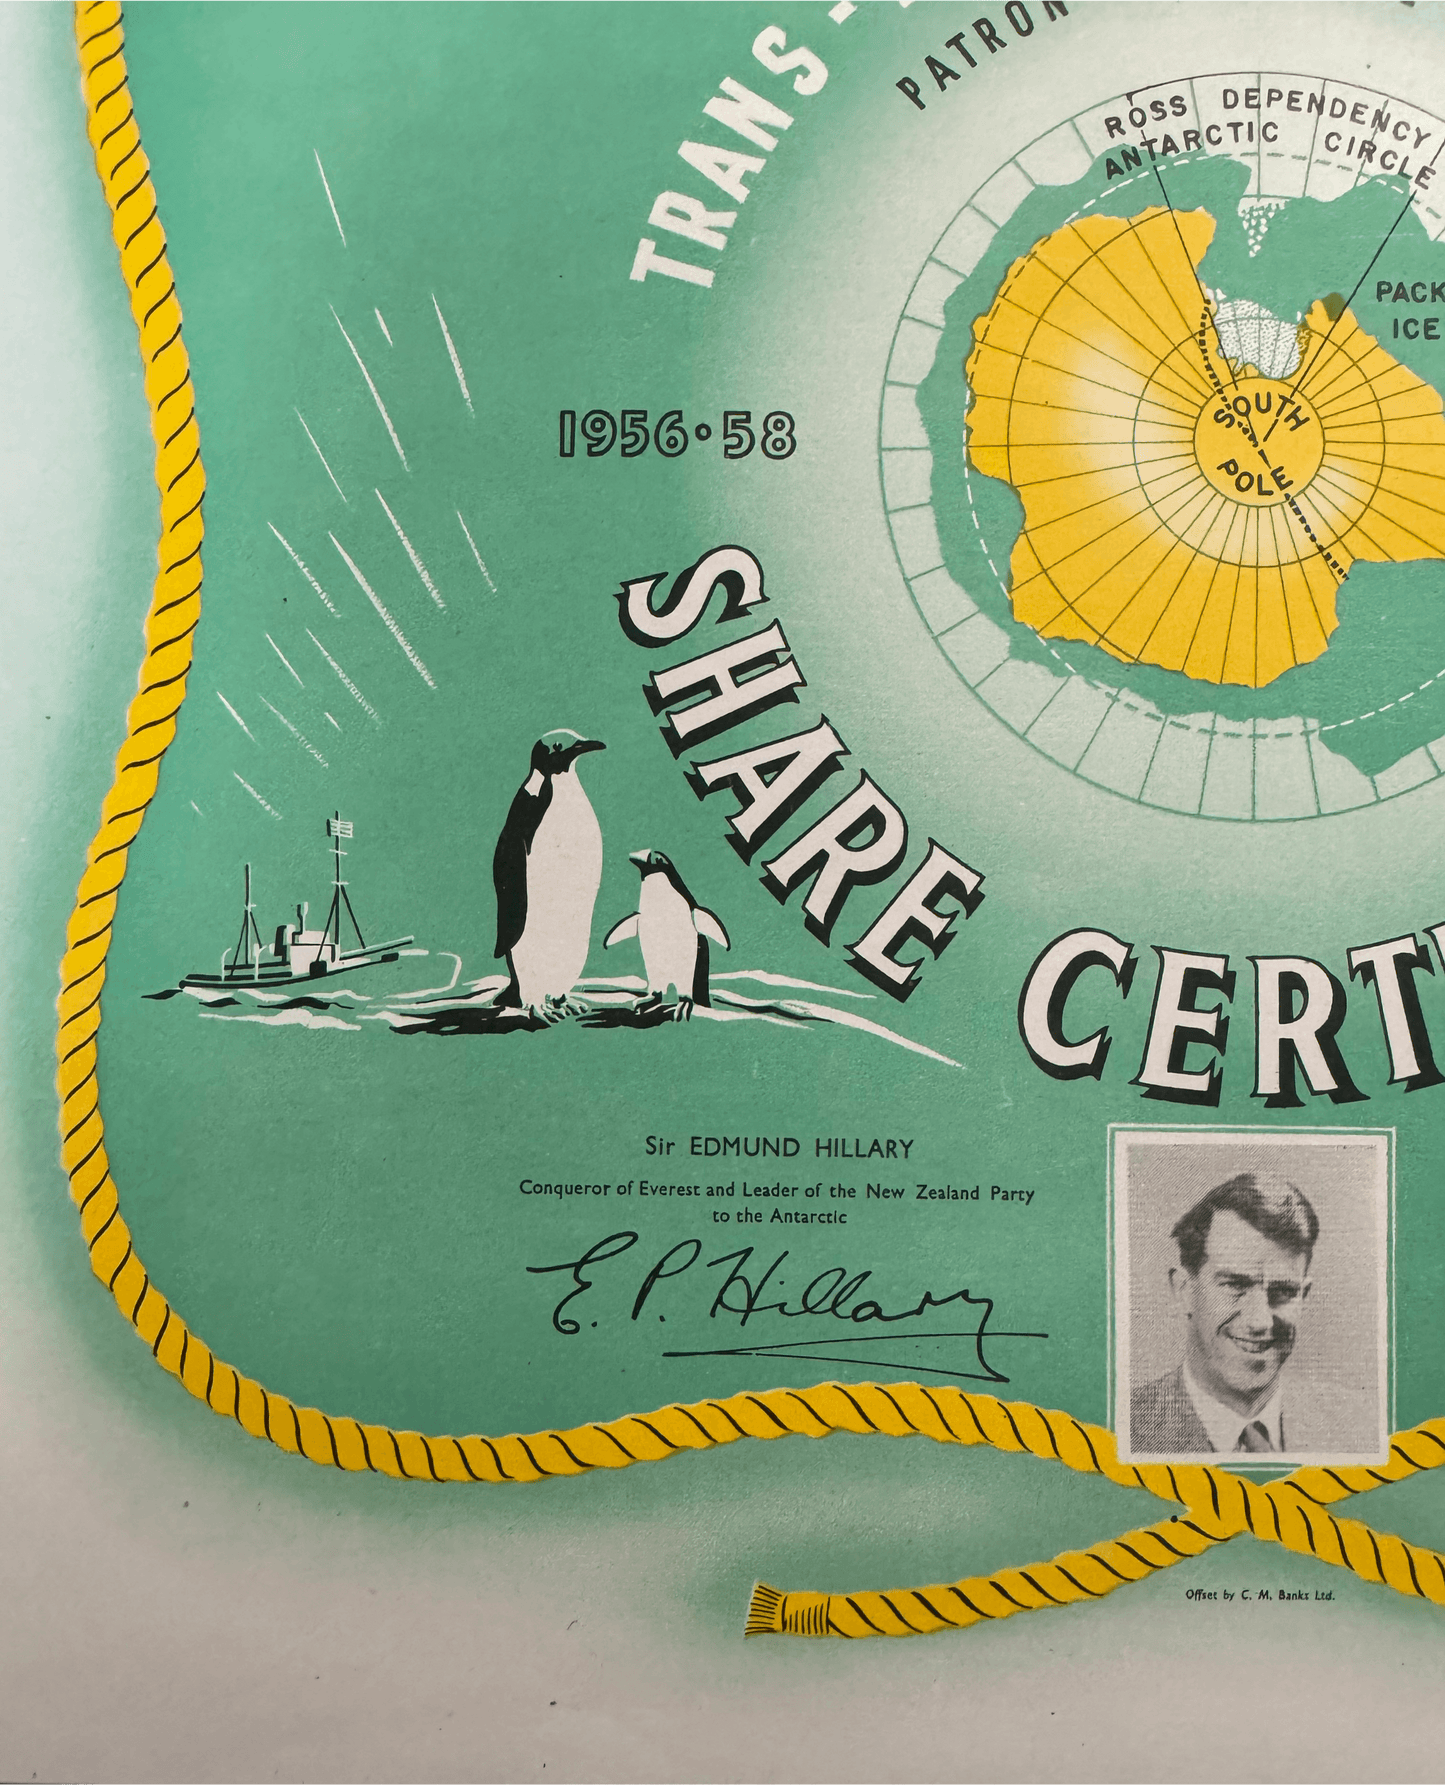 TRANS -
PATRON
ROSS DEPENDENCY
ANTARCTIC CIRCLE
PACK
ICE
1956·58
SOUTH
POLE
SHARE CERT
Sir EDMUND HILLARY
Conqueror of Everest and Leader of the New Zealand Party
to the Antarctic
E. P. Hillary
Offset by C. M. Banks Ltd.